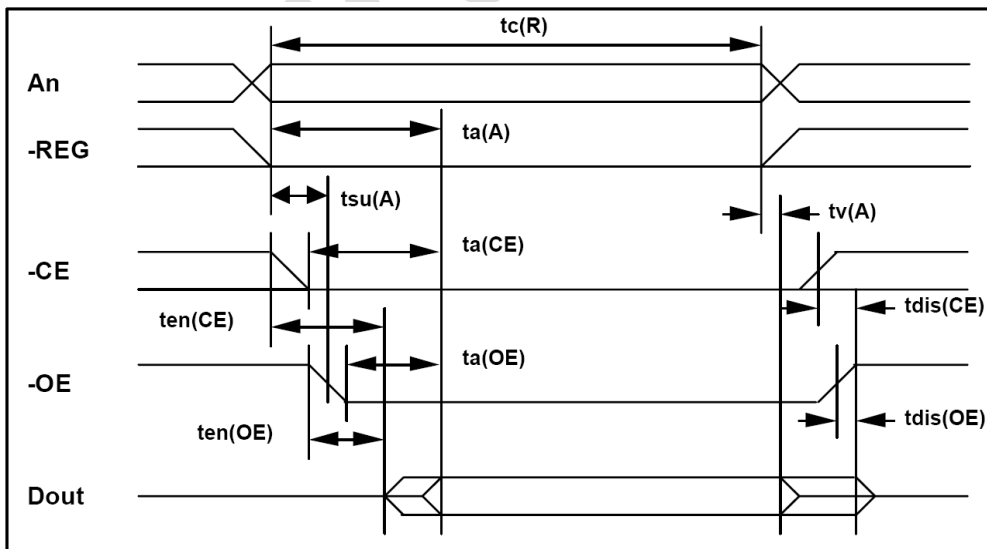 tc(R)
An
ta(A)
-REG
tsu(A)
tv(A)
ta(CE)
-CE
tdis(CE)
ten(CE)
ta(OE)
-OE
tdis(OE)
ten(OE)
Dout